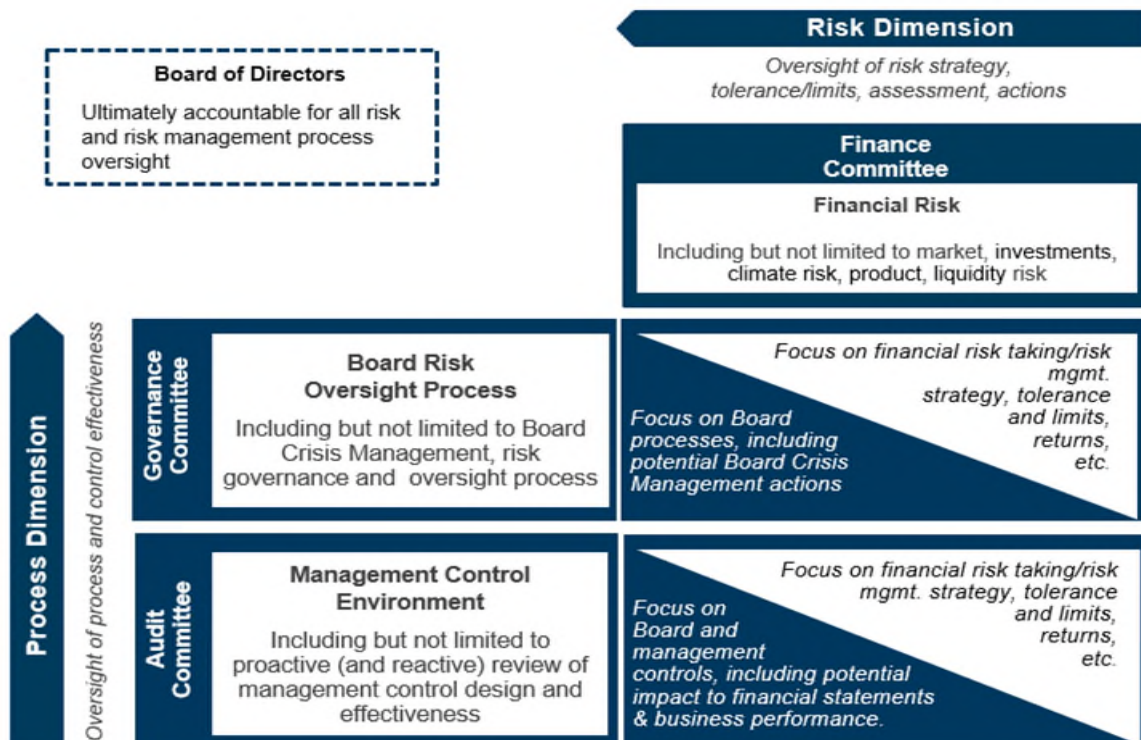 Board of Directors
Ultimately accountable for all risk
and risk management process
oversight
Risk Dimension
Oversight of risk strategy,
tolerance/limits, assessment, actions
Finance
Committee
Financial Risk
Including but not limited to market, investments,
climate risk, product, liquidity risk
Process Dimension
Oversight of process and control effectiveness
Governance
Committee
Board Risk
Oversight Process
Including but not limited to Board
Crisis Management, risk
governance and oversight process
Focus on Board
processes, including
potential Board Crisis
Management actions
Focus on financial risk taking/risk
mgmt.
strategy, tolerance
and limits,
returns,
etc.
Audit
Committee
Management Control
Environment
Including but not limited to
proactive (and reactive) review of
management control design and
effectiveness
Focus on
Board and
management
controls, including potential
impact to financial statements
& business performance.
Focus on financial risk taking/risk
mgmt. strategy, tolerance
and limits,
returns,
etc.